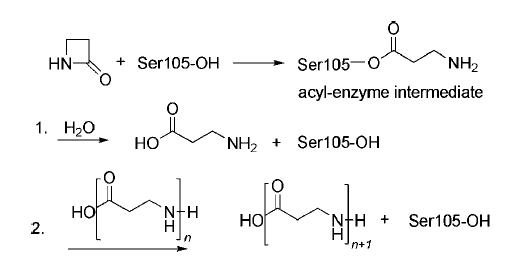 HN O + Ser105-OH Ser105 O O NH2
acyl-enzyme intermediate
1. H2O HO O NH2 + Ser105-OH
2. HO [ O N H ] n H HO [ O N H ] n+1 H + Ser105-OH